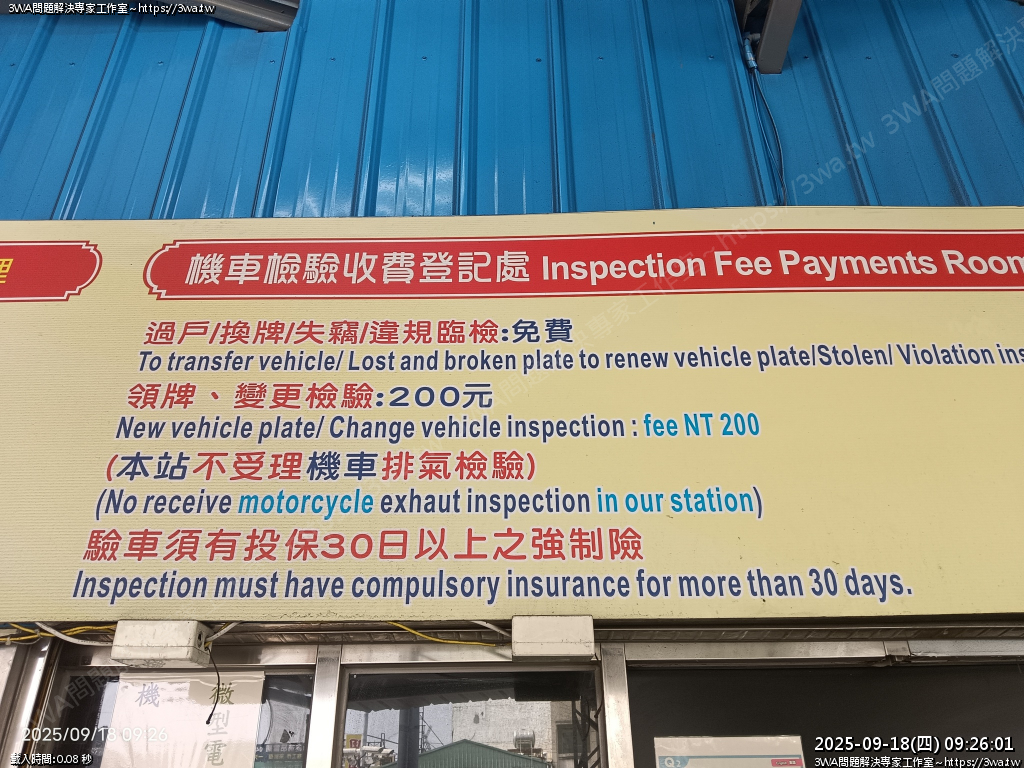 3WA問題解決專家工作室~https://3wa.tw
理
機車檢驗收費登記處 Inspection Fee Payments Room
過戶/換牌/失竊/違規臨檢:免費
To transfer vehicle/ Lost and broken plate to renew vehicle plate/Stolen/ Violation ins
領牌、變更檢驗:200元
New vehicle plate/ Change vehicle inspection : fee NT 200
(本站不受理機車排氣檢驗)
(No receive motorcycle exhaut inspection in our station)
驗車須有投保30日以上之強制險
Inspection must have compulsory insurance for more than 30 days.
機
微型電
Q2
2025/09/18 09:26
載入時間:0.08 秒
2025-09-18(四) 09:26:01
3WA問題解決專家工作室~https://3wa.tw